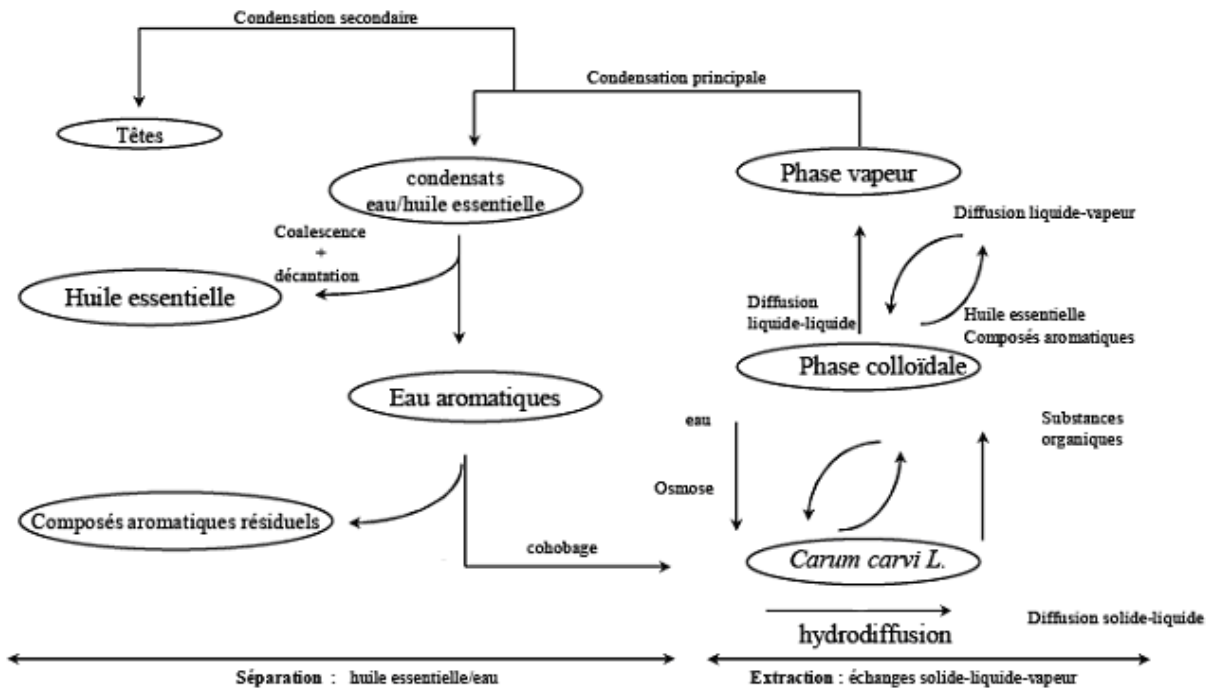 Condensation secondaire
Condensation principale
Têtes
condensats
eau/huile essentielle
Phase vapeur
Diffusion liquide-vapeur
Coalescence
+
décantation
Huile essentielle
Diffusion
liquide-liquide
Huile essentielle
Composés aromatiques
Phase colloïdale
Eau aromatiques
eau
Substances
organiques
Osmose
Composés aromatiques résiduels
cohobage
Carum carvi L.
Diffusion solide-liquide
hydrodiffusion
Séparation : huile essentielle/eau
Extraction : échanges solide-liquide-vapeur